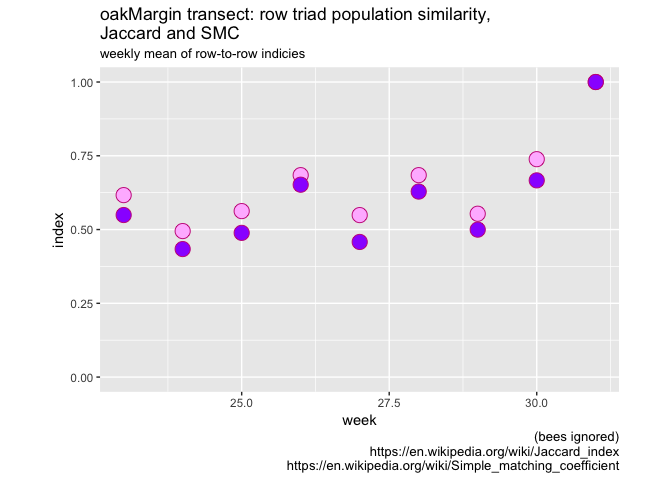 oakMargin transect: row triad population similarity,
Jaccard and SMC
weekly mean of row-to-row indicies
1.00
0.75
0.50
0.25
0.00
index
25.0
27.5
30.0
week
(bees ignored)
https://en.wikipedia.org/wiki/Jaccard_index
https://en.wikipedia.org/wiki/Simple_matching_coefficient